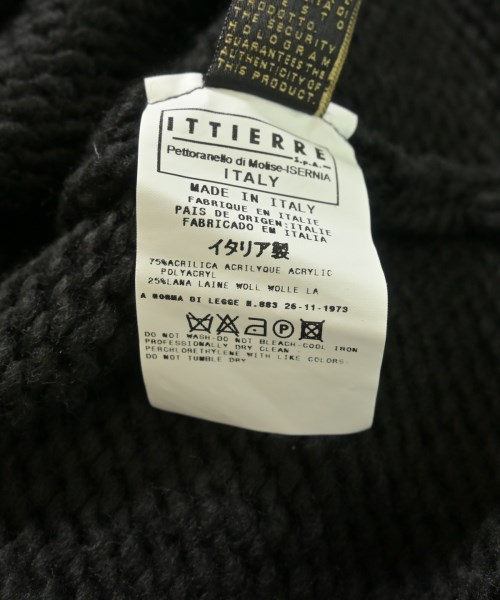 QUESTO
PRODOTTO.
THE SECURITY
HOLOGRAM
GUARANTEES THE
AUTHENTICITY OF
THIS PRODUCT.
ITTIERRE
S.p.A.
Pettoranello di Molise-ISERNIA
ITALY
MADE IN ITALY
FABRIQUE EN ITALIE
PAIS DE ORIGEN:ITALIE
FABRICADO EM ITALIA
イタリア製
75%ACRILICA ACRILYQUE ACRYLIC
POLYACRYL
25%LANA LAINE WOLL WOLLE LA
A NORMA DI LEGGE N.883 26-11-1973
P
DO NOT WASH-DO NOT BLEACH-COOL IRON
PROFESSIONALLY DRY CLEAN -
PERCHLORETHYLENE WITH LIKE COLORS
DO NOT TUMBLE DRY